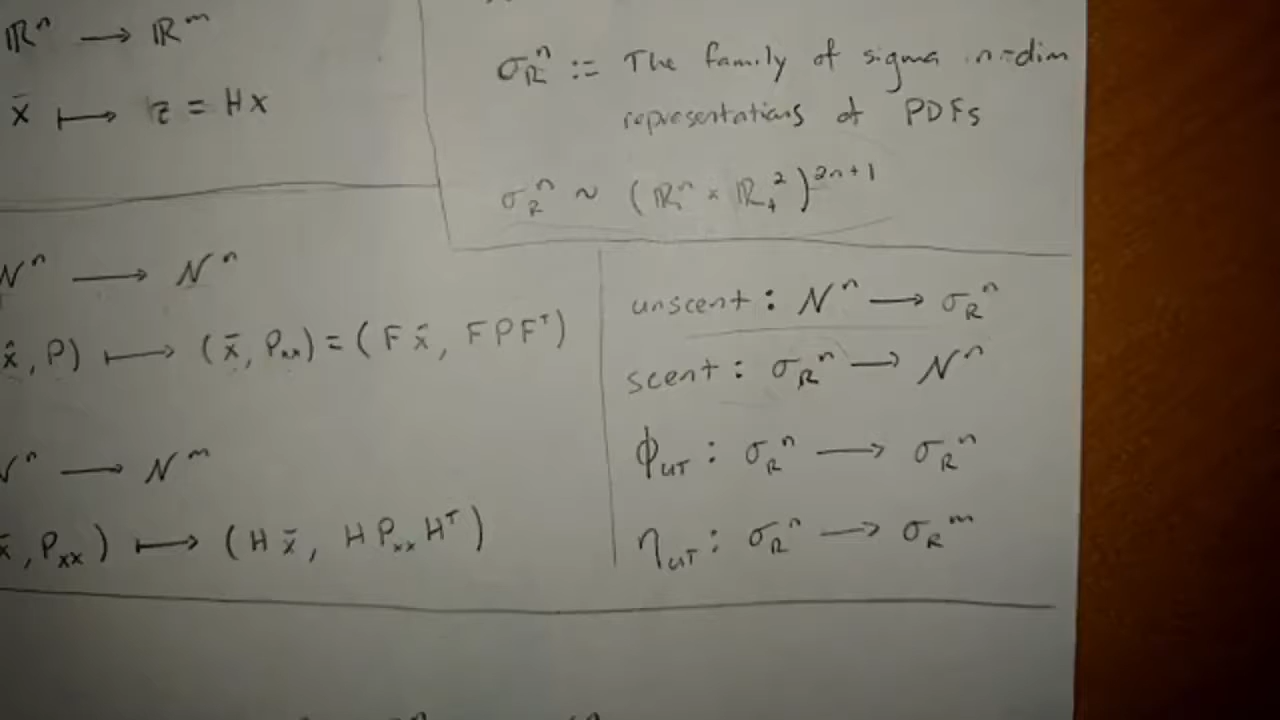 ℝⁿ → ℝᵐ
x̄ ↦ z = Hx
σ_ℝⁿ := The family of sigma n-dim
representations of PDFs
σ_Rⁿ ~ (ℝⁿ × ℝ₊²)²ⁿ⁺¹
𝒩ⁿ → 𝒩ⁿ
x̂, P) ↦ (x̄, Pₓₓ) = (Fx̄, FPFᵀ)
𝒩ⁿ → 𝒩ᵐ
x̄, Pₓₓ) ↦ (Hx̄, HPₓₓHᵀ)
unscent : 𝒩ⁿ → σ_Rⁿ
scent : σ_ℝⁿ → 𝒩ⁿ
ϕ_UT : σ_Rⁿ → σ_Rⁿ
η_UT : σ_Rⁿ → σ_Rᵐ